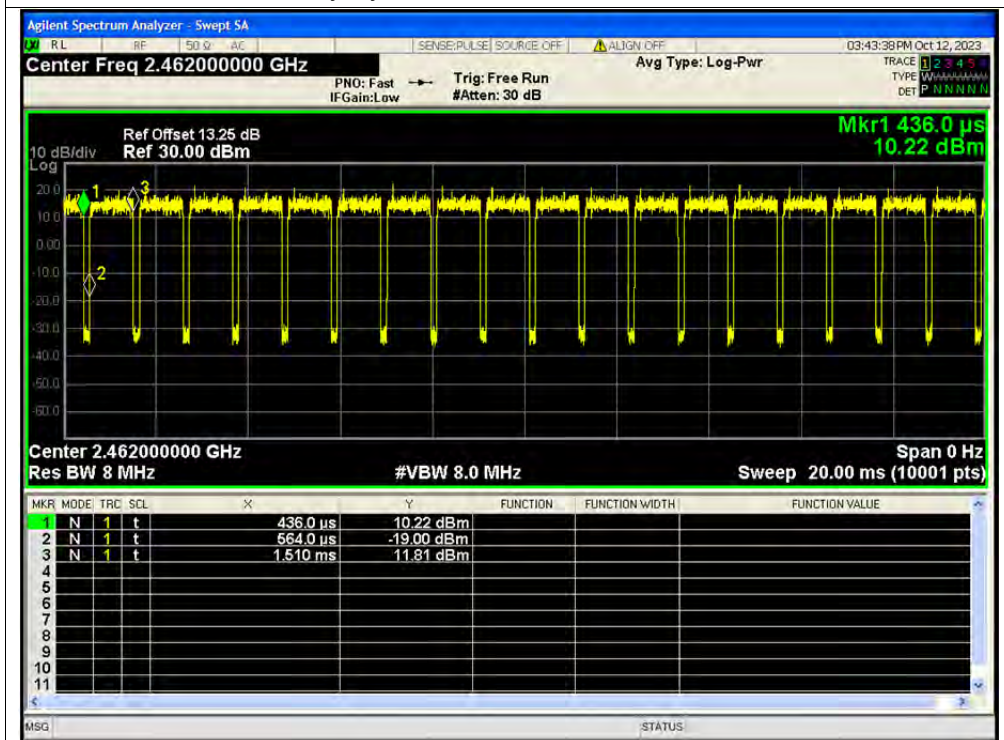 Agilent Spectrum Analyzer - Swept SA
RL RF 50 Ω AC SENSE:PULSE SOURCE OFF ALIGN OFF 03:43:38 PM Oct 12, 2023
Center Freq 2.462000000 GHz
PNO: Fast
IFGain:Low
Trig: Free Run
#Atten: 30 dB
Avg Type: Log-Pwr
TRACE 1 2 3 4 5 6
TYPE W
DET P N N N N N
Mkr1 436.0 µs
10.22 dBm
Ref Offset 13.25 dB
10 dB/div Ref 30.00 dBm
Log
20.0
10.0
0.00
-10.0
-20.0
-30.0
-40.0
-50.0
-60.0
1
3
2
Center 2.462000000 GHz Span 0 Hz
Res BW 8 MHz #VBW 8.0 MHz Sweep 20.00 ms (10001 pts)
MKR MODE TRC SCL X Y FUNCTION FUNCTION WIDTH FUNCTION VALUE
1 N 1 t 436.0 µs 10.22 dBm
2 N 1 t 564.0 µs -19.00 dBm
3 N 1 t 1.510 ms 11.81 dBm
4
5
6
7
8
9
10
11
MSG STATUS